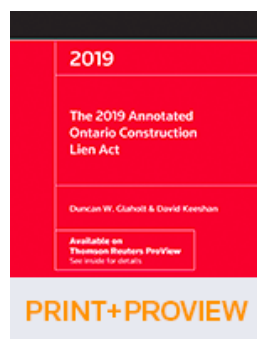 2019
The 2019 Annotated
Ontario Construction
Lien Act
Duncan W. Glaholt & David Keeshan
Available on
Thomson Reuters ProView
See inside for details
PRINT+PROVIEW